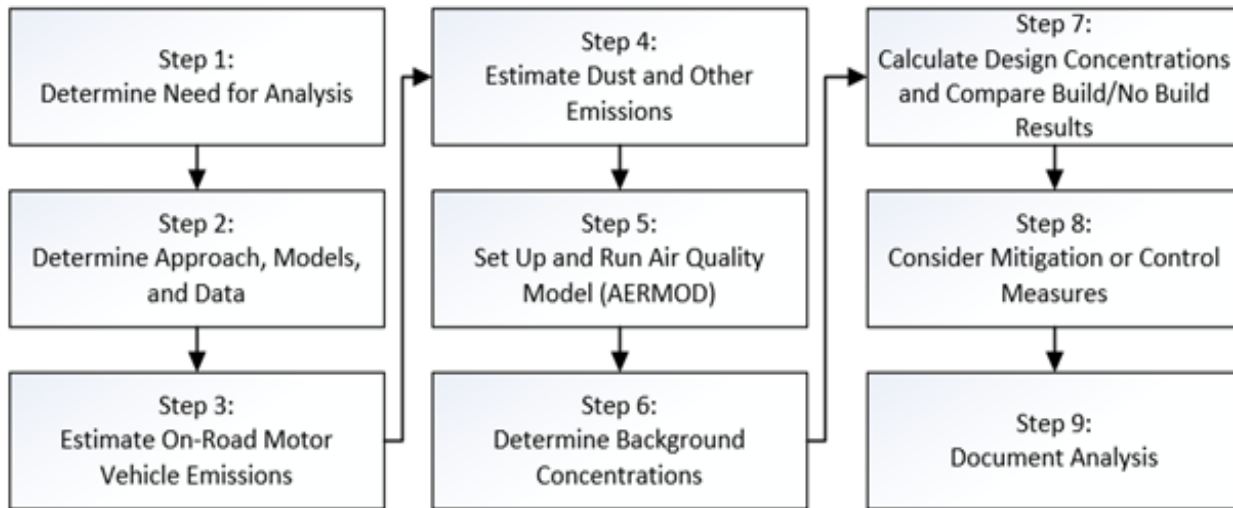 Step 1:
Determine Need for Analysis
Step 2:
Determine Approach, Models,
and Data
Step 3:
Estimate On-Road Motor
Vehicle Emissions
Step 4:
Estimate Dust and Other
Emissions
Step 5:
Set Up and Run Air Quality
Model (AERMOD)
Step 6:
Determine Background
Concentrations
Step 7:
Calculate Design Concentrations
and Compare Build/No Build
Results
Step 8:
Consider Mitigation or Control
Measures
Step 9:
Document Analysis